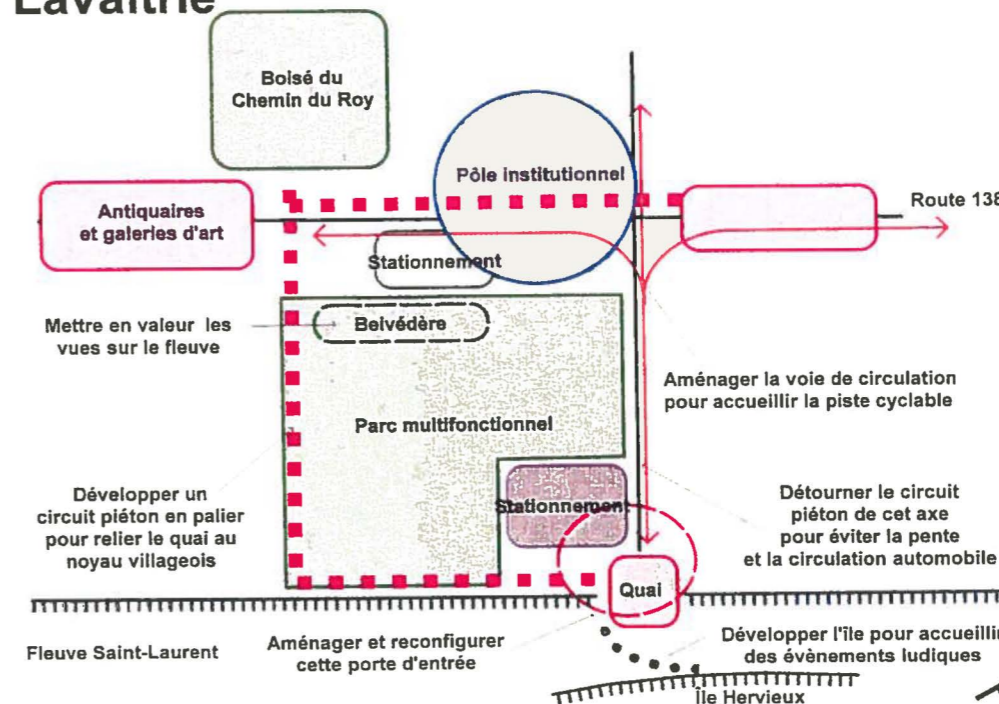 Lavaltrie
Boisé du
Chemin du Roy
Pôle institutionnel
Antiquaires
et galeries d'art
Route 138
Stationnement
Mettre en valeur les
vues sur le fleuve
Belvédère
Aménager la voie de circulation
pour accueillir la piste cyclable
Parc multifonctionnel
Développer un
circuit piéton en palier
pour relier le quai au
noyau villageois
Stationnement
Détourner le circuit
piéton de cet axe
pour éviter la pente
et la circulation automobile
Quai
Fleuve Saint-Laurent
Aménager et reconfigurer
cette porte d'entrée
Développer l'île pour accueillir
des évènements ludiques
Île Hervieux